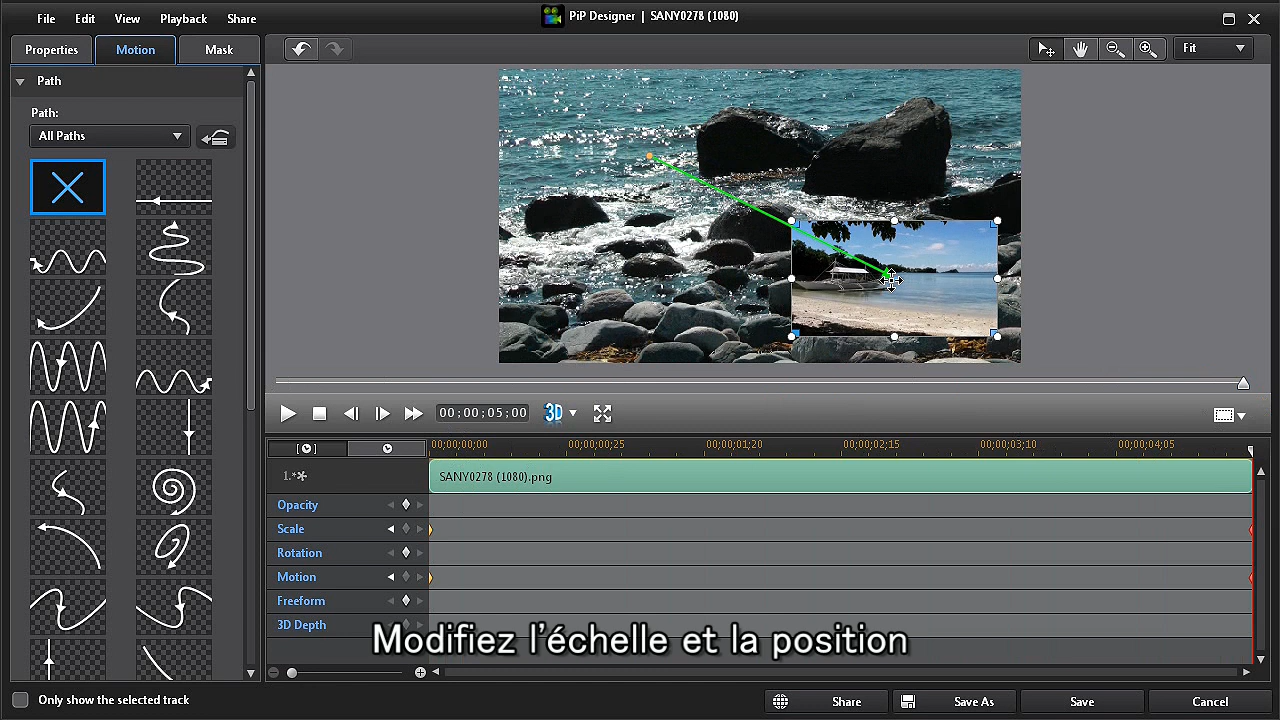 File Edit View Playback Share
PiP Designer | SANY0278 (1080)
Properties Motion Mask
Fit
Path
Path:
All Paths
00;00;05;00
3D
00;00;00;00 00;00;00;25 00;00;01;20 00;00;02;15 00;00;03;10 00;00;04;05
1.
SANY0278 (1080).png
Opacity
Scale
Rotation
Motion
Freeform
3D Depth
Modifiez l'échelle et la position
Only show the selected track
Share Save As Save Cancel